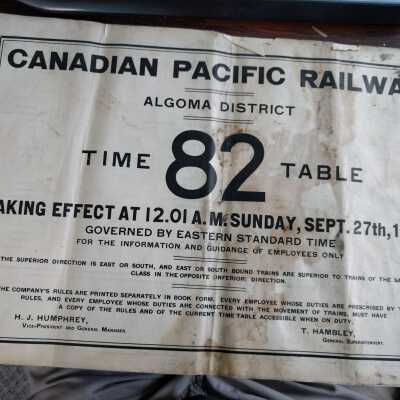 CANADIAN PACIFIC RAILWA
ALGOMA DISTRICT
TIME 82 TABLE
AKING EFFECT AT 12.01 A.M. SUNDAY, SEPT. 27th, 1
GOVERNED BY EASTERN STANDARD TIME
FOR THE INFORMATION AND GUIDANCE OF EMPLOYEES ONLY
THE SUPERIOR DIRECTION IS EAST OR SOUTH, AND EAST OR SOUTH BOUND TRAINS ARE SUPERIOR TO TRAINS OF THE SA
CLASS IN THE OPPOSITE (INFERIOR) DIRECTION.
THE COMPANY'S RULES ARE PRINTED SEPARATELY IN BOOK FORM. EVERY EMPLOYEE WHOSE DUTIES ARE PRESCRIBED BY T
RULES, AND EVERY EMPLOYEE WHOSE DUTIES ARE CONNECTED WITH THE MOVEMENT OF TRAINS, MUST HAVE
A COPY OF THE RULES AND OF THE CURRENT TIME TABLE ACCESSIBLE WHEN ON DUTY.
H. J. HUMPHREY,
VICE-PRESIDENT AND GENERAL MANAGER.
T. HAMBLEY,
GENERAL SUPERINTENDENT.